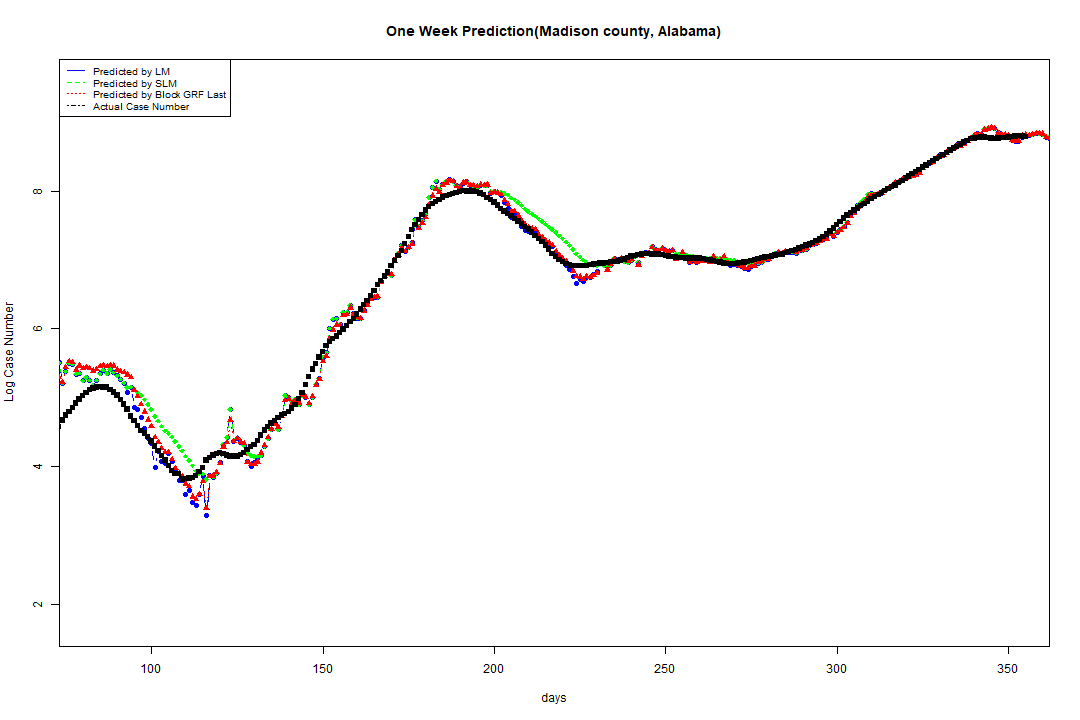 One Week Prediction(Madison county, Alabama)
Predicted by LM
Predicted by SLM
Predicted by Block GRF Last
Actual Case Number
8
6
4
2
Log Case Number
100 150 200 250 300 350
days